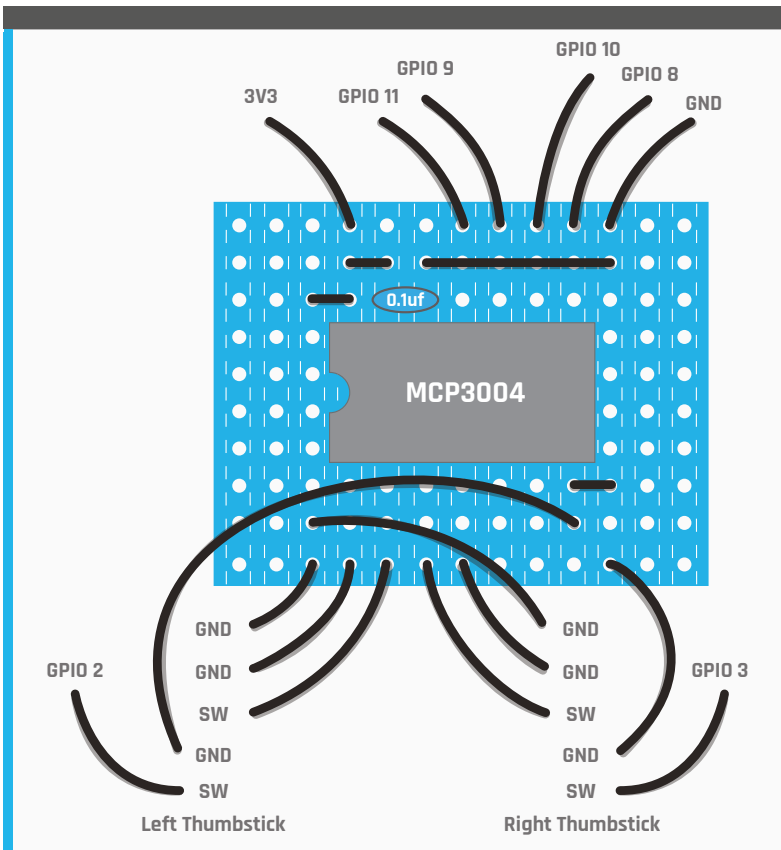 GPIO 10
GPIO 9
GPIO 8
3V3
GPIO 11
GND
0.1uf
MCP3004
GND
GND
GND
GND
GPIO 2
GPIO 3
SW
SW
GND
GND
SW
SW
Left Thumbstick
Right Thumbstick